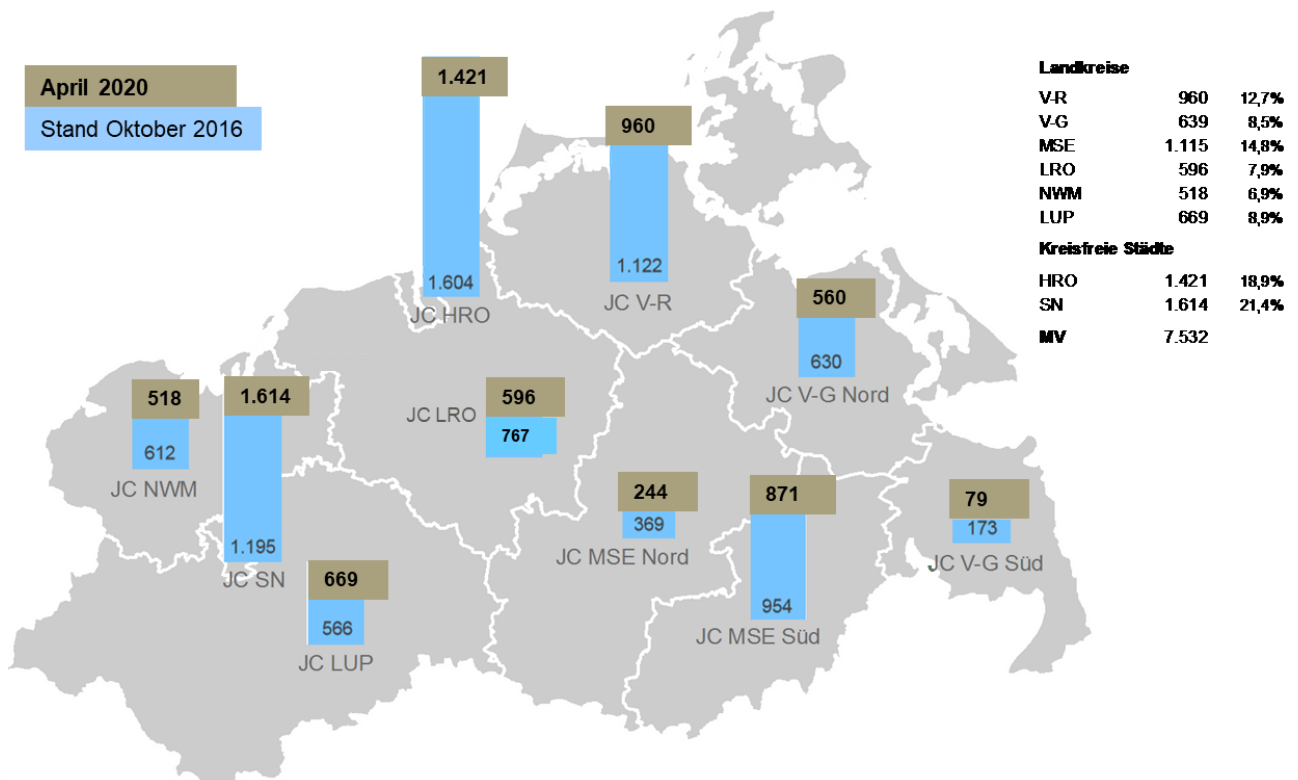 April 2020
Stand Oktober 2016
1.421
1.604
JC HRO
960
1.122
JC V-R
560
630
JC V-G Nord
518
612
JC NWM
1.614
1.195
JC SN
JC LRO
596
767
244
369
JC MSE Nord
871
954
JC MSE Süd
79
173
JC V-G Süd
669
566
JC LUP
Landkreise
V-R 960 12,7%
V-G 639 8,5%
MSE 1.115 14,8%
LRO 596 7,9%
NWM 518 6,9%
LUP 669 8,9%
Kreisfreie Städte
HRO 1.421 18,9%
SN 1.614 21,4%
MV 7.532